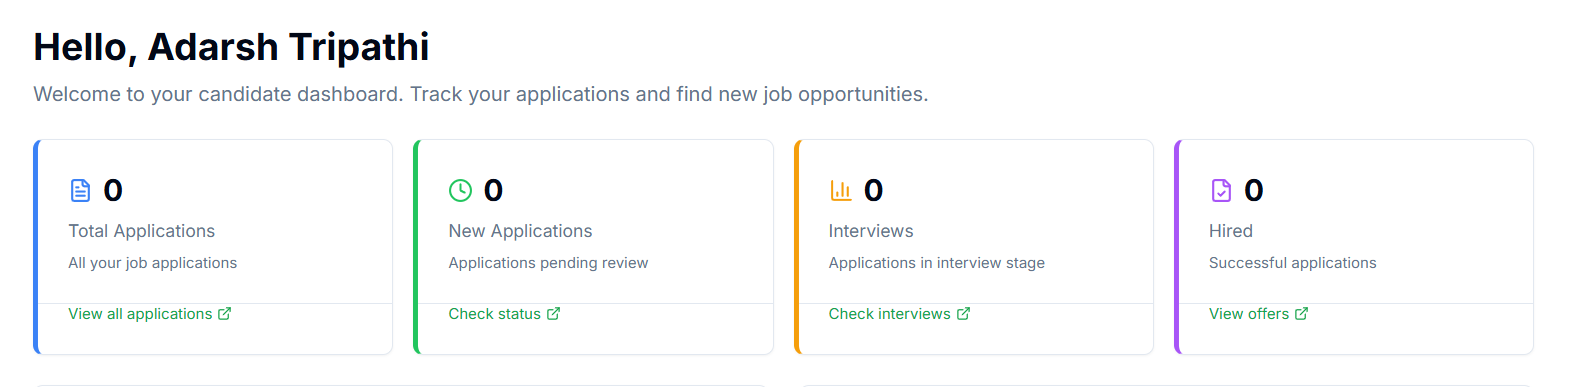 Hello, Adarsh Tripathi
Welcome to your candidate dashboard. Track your applications and find new job opportunities.
0
Total Applications
All your job applications
View all applications
0
New Applications
Applications pending review
Check status
0
Interviews
Applications in interview stage
Check interviews
0
Hired
Successful applications
View offers